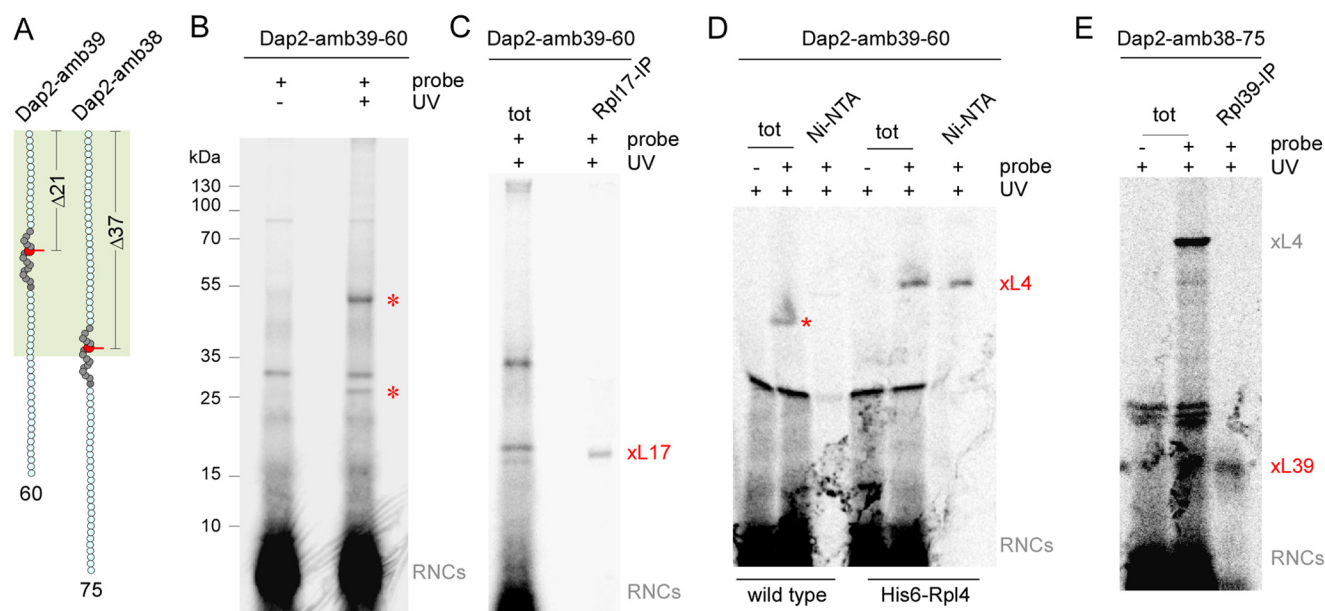 A
Dap2-amb39
Dap2-amb38
Δ21
Δ37
60
75
B
Dap2-amb39-60
+ + probe
- + UV
kDa
130
100
70
55
35
25
15
10
*
*
RNCs
C
Dap2-amb39-60
tot Rpl17-IP
+ + probe
+ + UV
xL17
RNCs
D
Dap2-amb39-60
tot Ni-NTA tot Ni-NTA
- + + - + + probe
+ + + + + + UV
*
xL4
RNCs
wild type His6-Rpl4
E
Dap2-amb38-75
tot Rpl39-IP
- + + probe
+ + + UV
xL4
xL39
RNCs